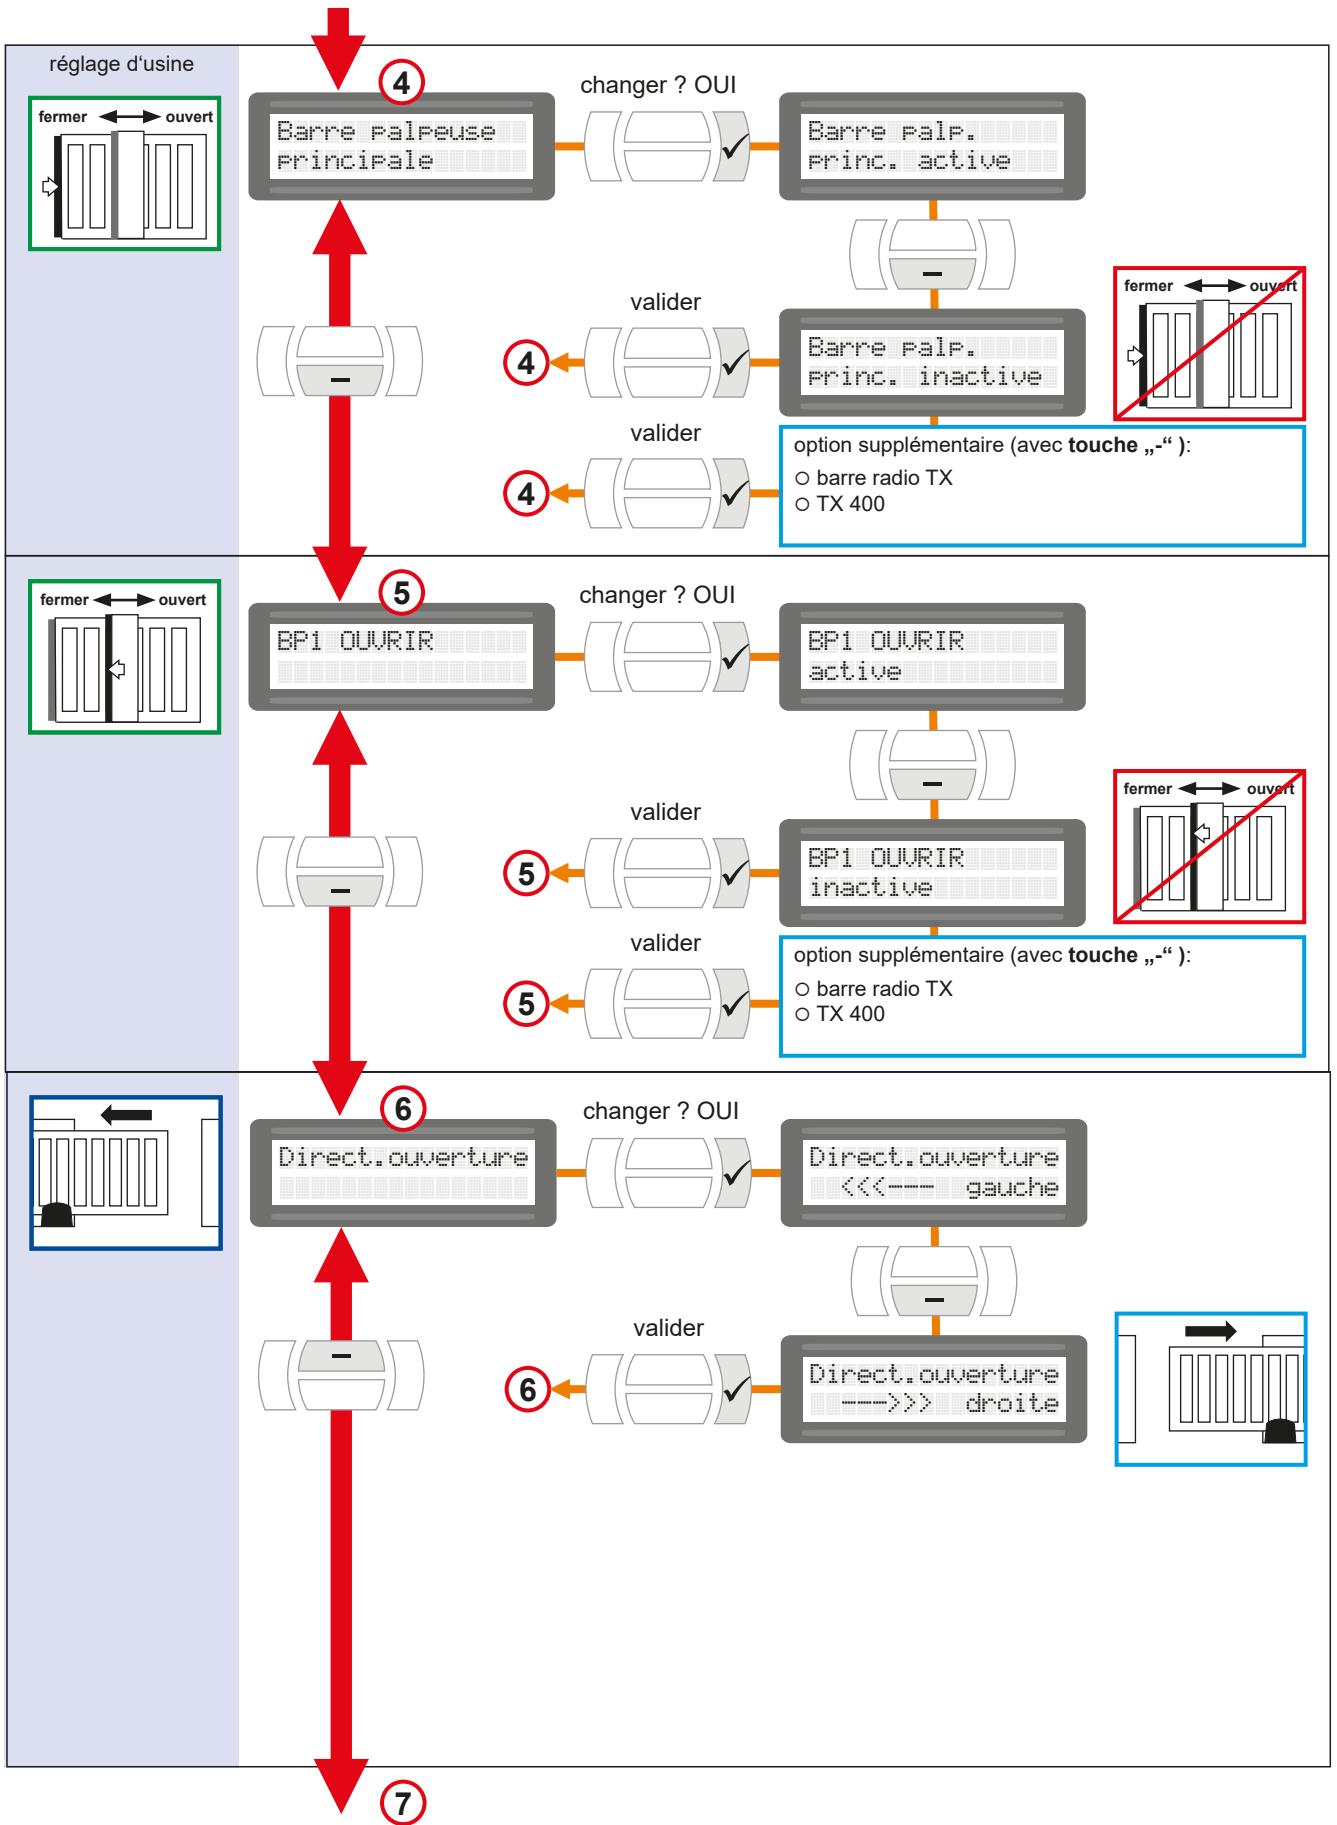 réglage d‘usine
fermer ouvert
4
Barre palpeuse
principale
changer ? OUI
Barre palp.
princ. active
–
valider
4
Barre palp.
princ. inactive
fermer ouvert
–
valider
4
option supplémentaire (avec touche „-“ ):
barre radio TX
TX 400
fermer ouvert
5
BP1 OUVRIR
changer ? OUI
BP1 OUVRIR
active
–
valider
5
BP1 OUVRIR
inactive
fermer ouvert
–
valider
5
option supplémentaire (avec touche „-“ ):
barre radio TX
TX 400
6
Direct.ouverture
changer ? OUI
Direct.ouverture
<<<--- gauche
–
valider
6
Direct.ouverture
--->>> droite
–
7